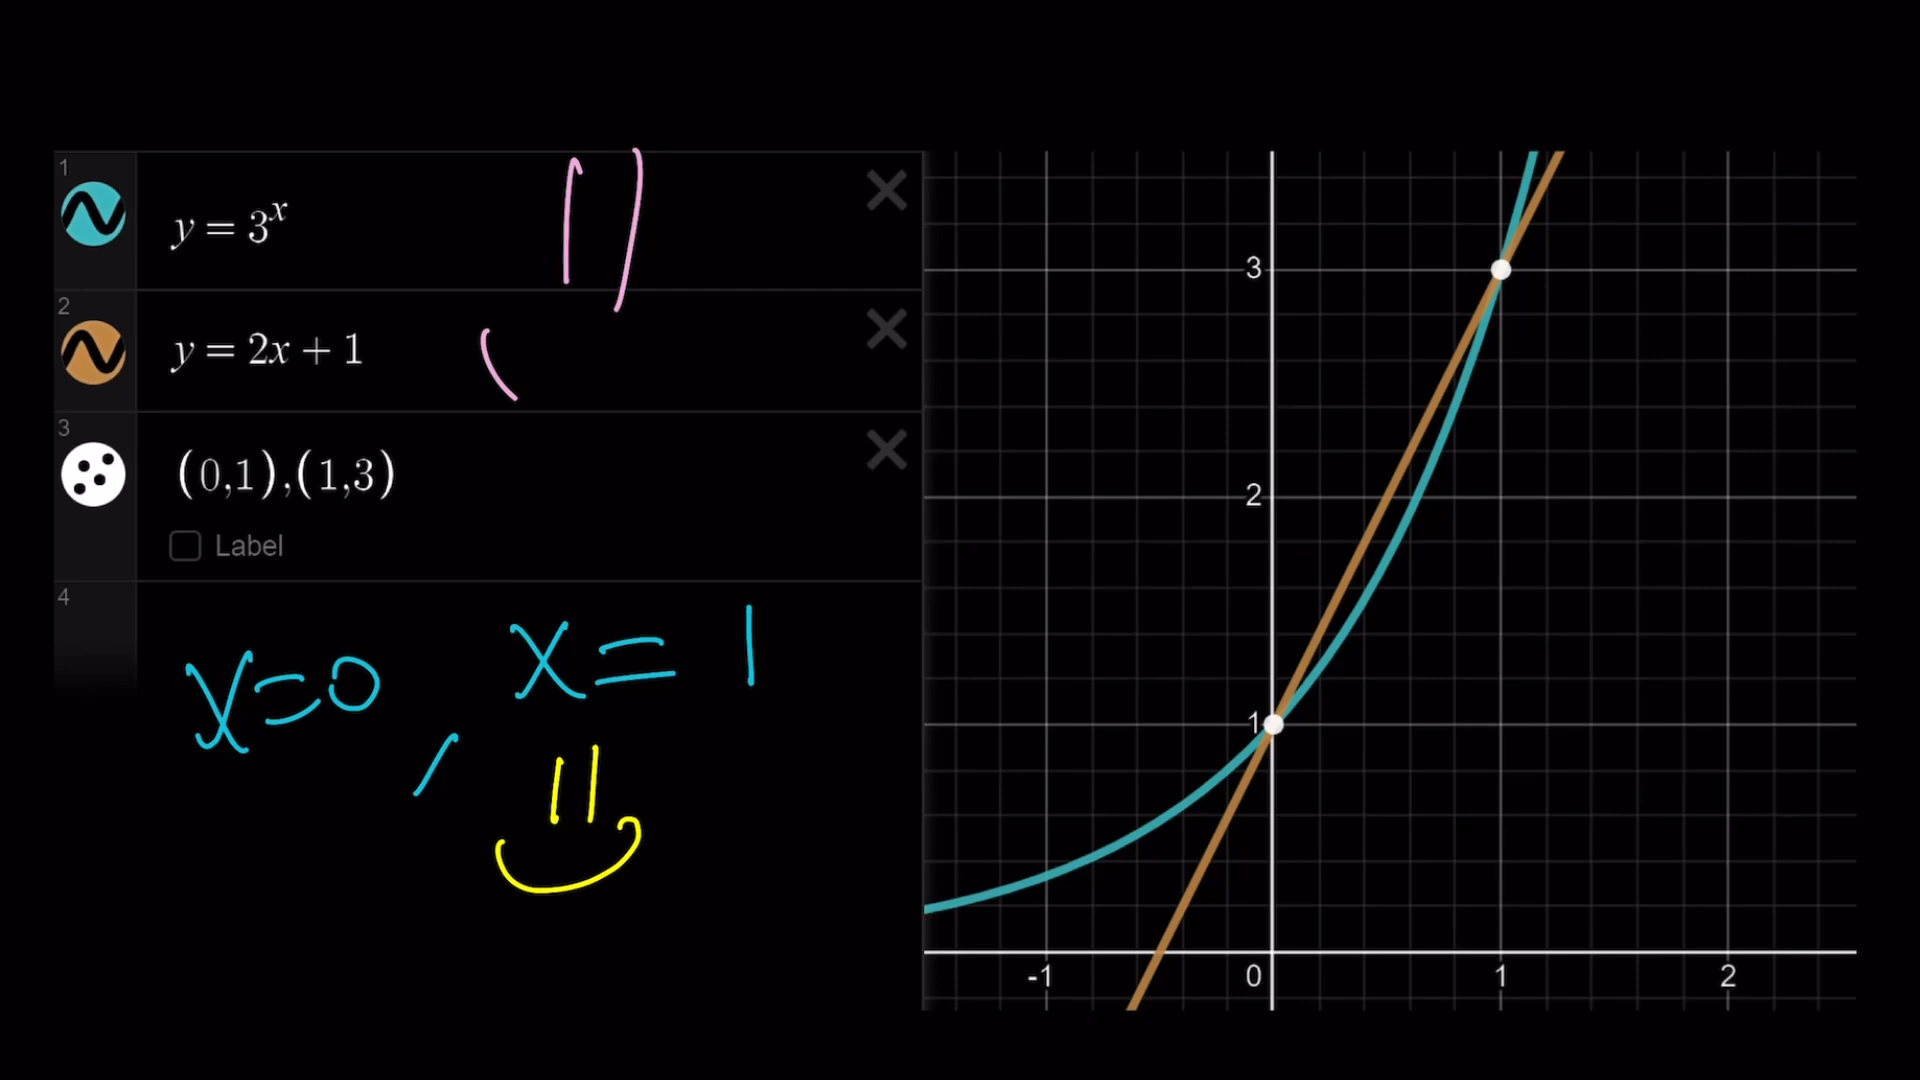 1
y = 3^x
2
y = 2x + 1
3
(0,1),(1,3)
Label
4
x=0, x=1
3
2
1
-1 0 1 2